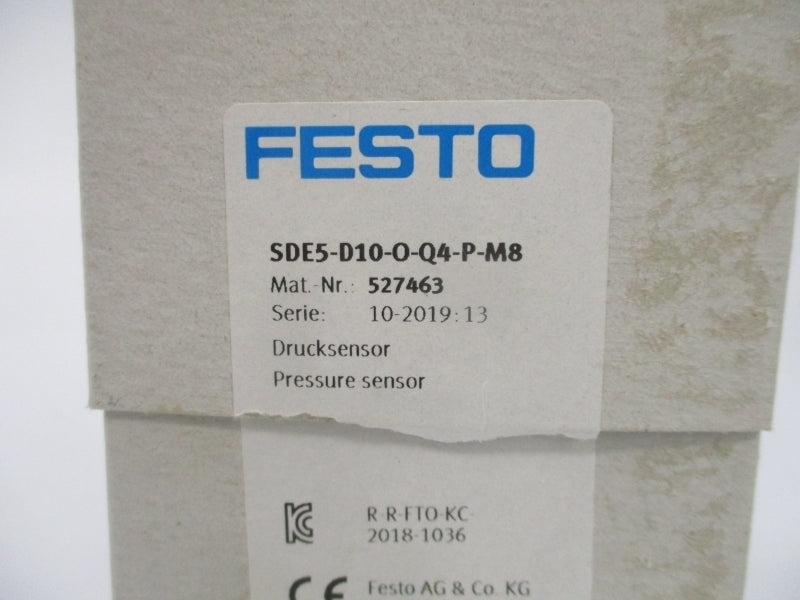 FESTO
SDE5-D10-O-Q4-P-M8
Mat.-Nr.: 527463
Serie: 10-2019:13
Drucksensor
Pressure sensor
R-R-FTO-KC-
2018-1036
CE Festo AG & Co. KG